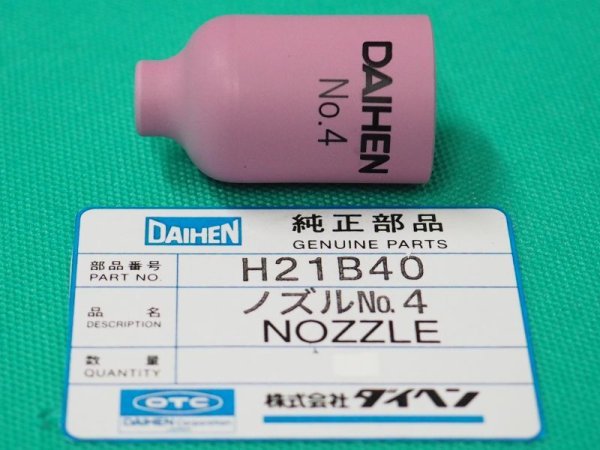 DAIHEN
No.4
DAIHEN 純正部品
GENUINE PARTS
部品番号 H21B40
PART NO.
品名 ノズルNo.4
DESCRIPTION NOZZLE
数量
QUANTITY
OTC 株式会社ダイヘン
DAIHEN Corporation